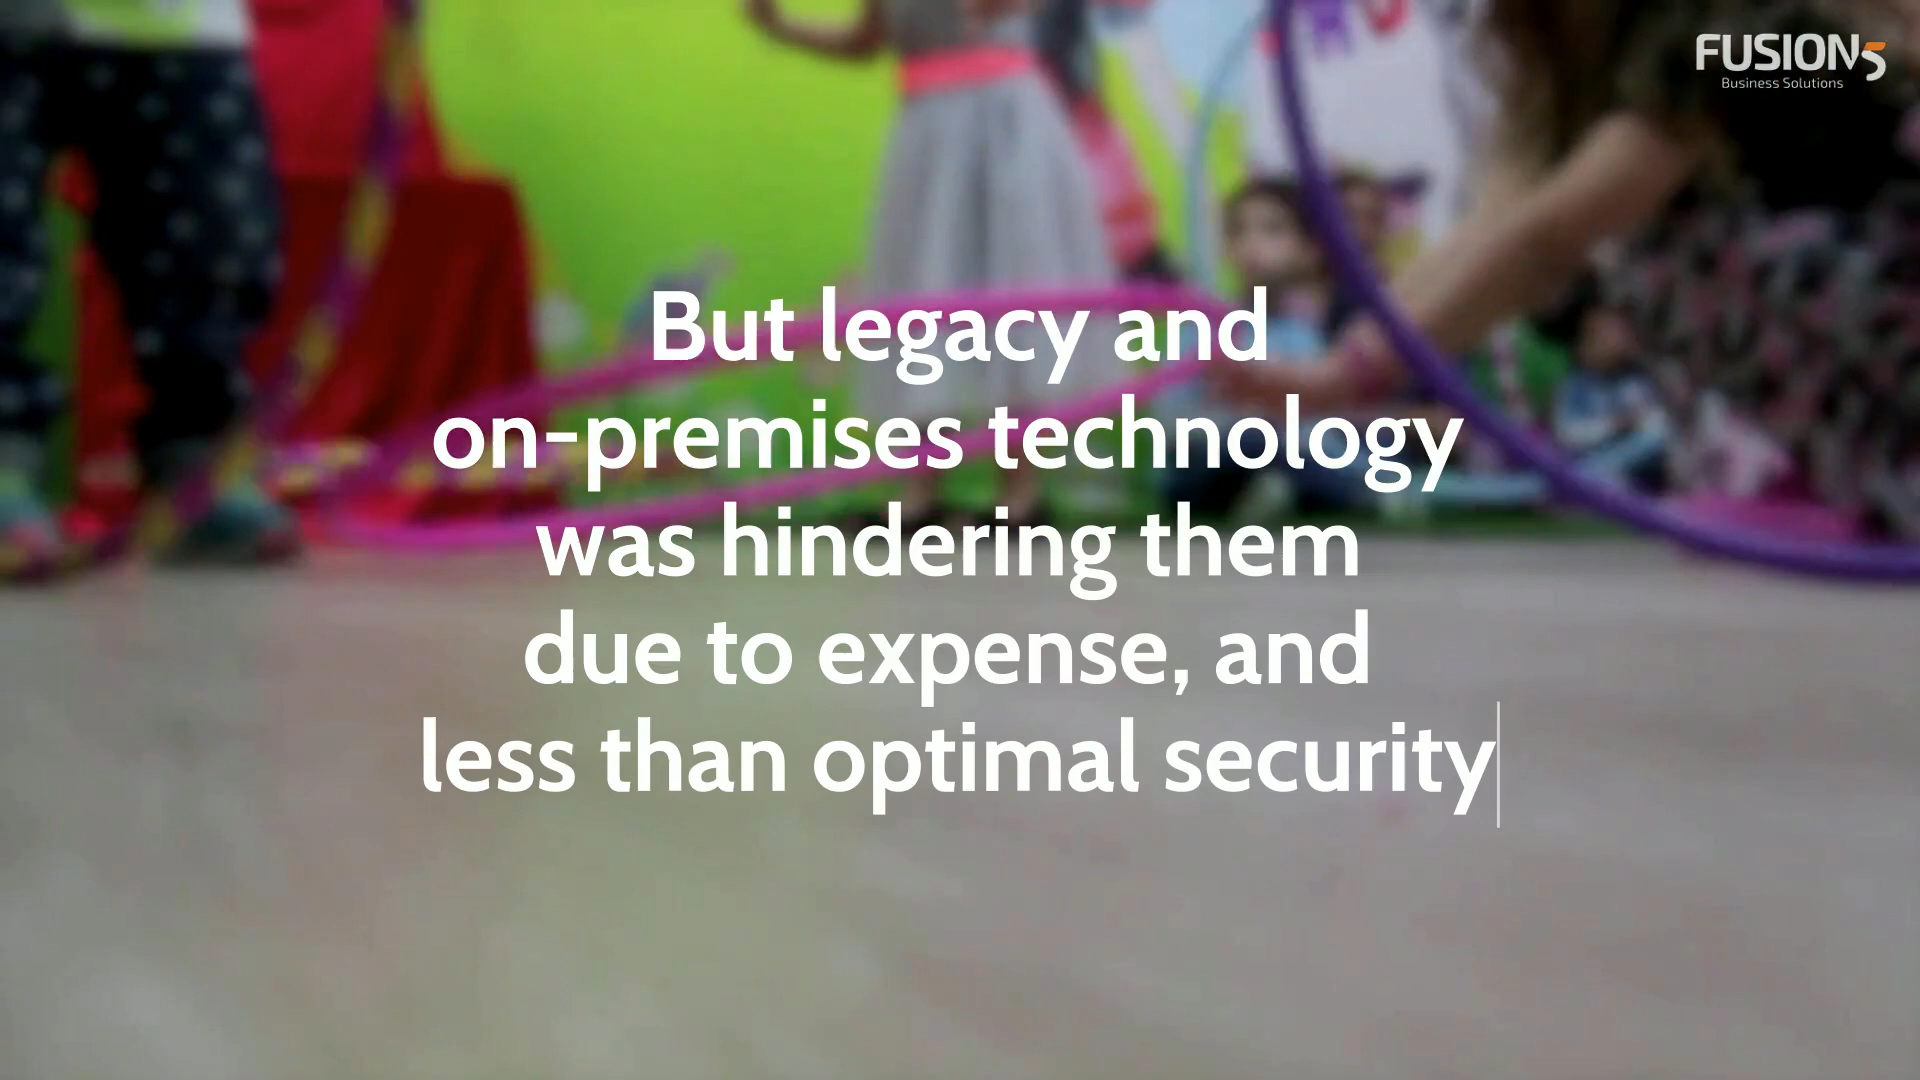 FUSION5
Business Solutions
But legacy and
on-premises technology
was hindering them
due to expense, and
less than optimal security